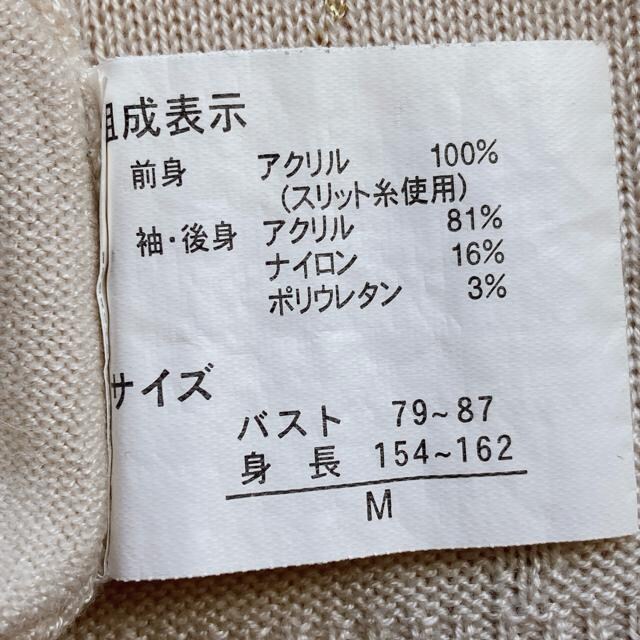 組成表示
前身 アクリル 100%
(スリット糸使用)
袖・後身 アクリル 81%
ナイロン 16%
ポリウレタン 3%
サイズ
バスト 79~87
身長 154~162
M